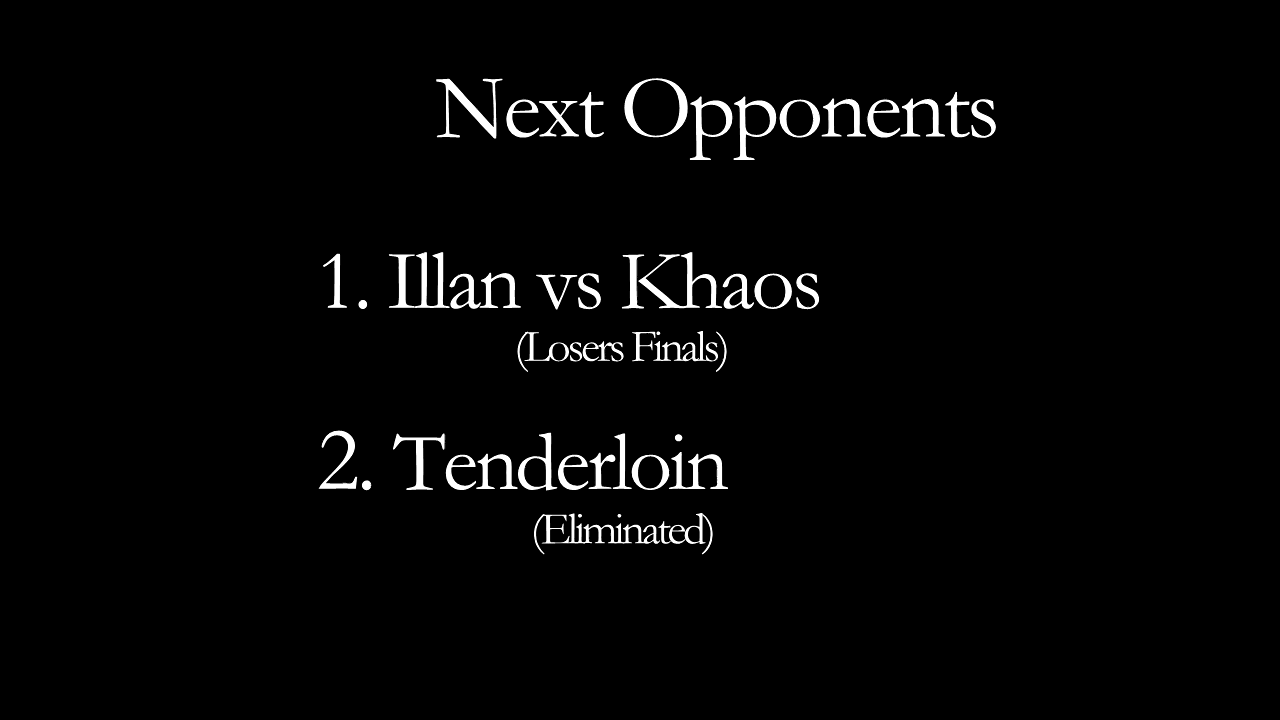 Next Opponents
1. Illan vs Khaos
(Losers Finals)
2. Tenderloin
(Eliminated)